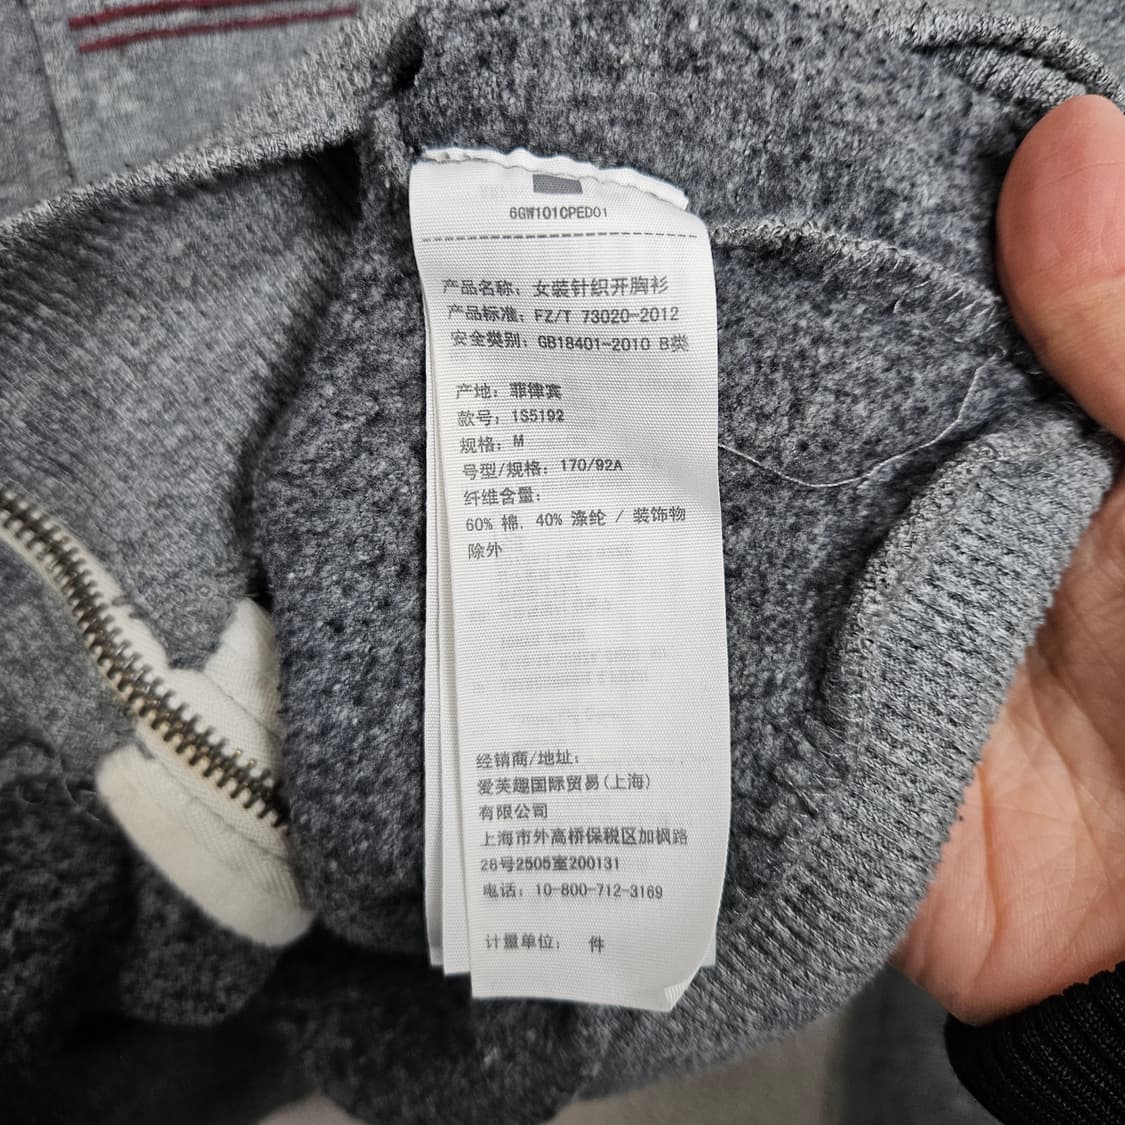 6GW101CPED01
产品名称: 女装针织开胸衫
产品标准: FZ/T 73020-2012
安全类别: GB18401-2010 B类
产地: 菲律宾
款号: 1S5192
规格: M
号型/规格: 170/92A
纤维含量:
60% 棉, 40% 涤纶 / 装饰物
除外
经销商/地址:
爱芙趣国际贸易(上海)
有限公司
上海市外高桥保税区加枫路
28号2505室200131
电话: 10-800-712-3169
计量单位: 件